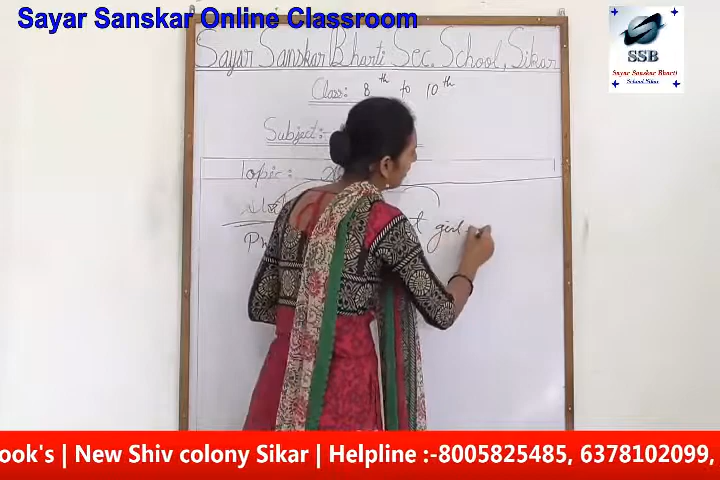 Sayar Sanskar Online Classroom
SSB
Sayar Sanskar Bharti
School Sikar
Sayar Sanskar Bharti Sec. School, Sikar
Class: 8th to 10th
Subject:-
Topic:-
girl
ook's | New Shiv colony Sikar | Helpline :-8005825485, 6378102099,